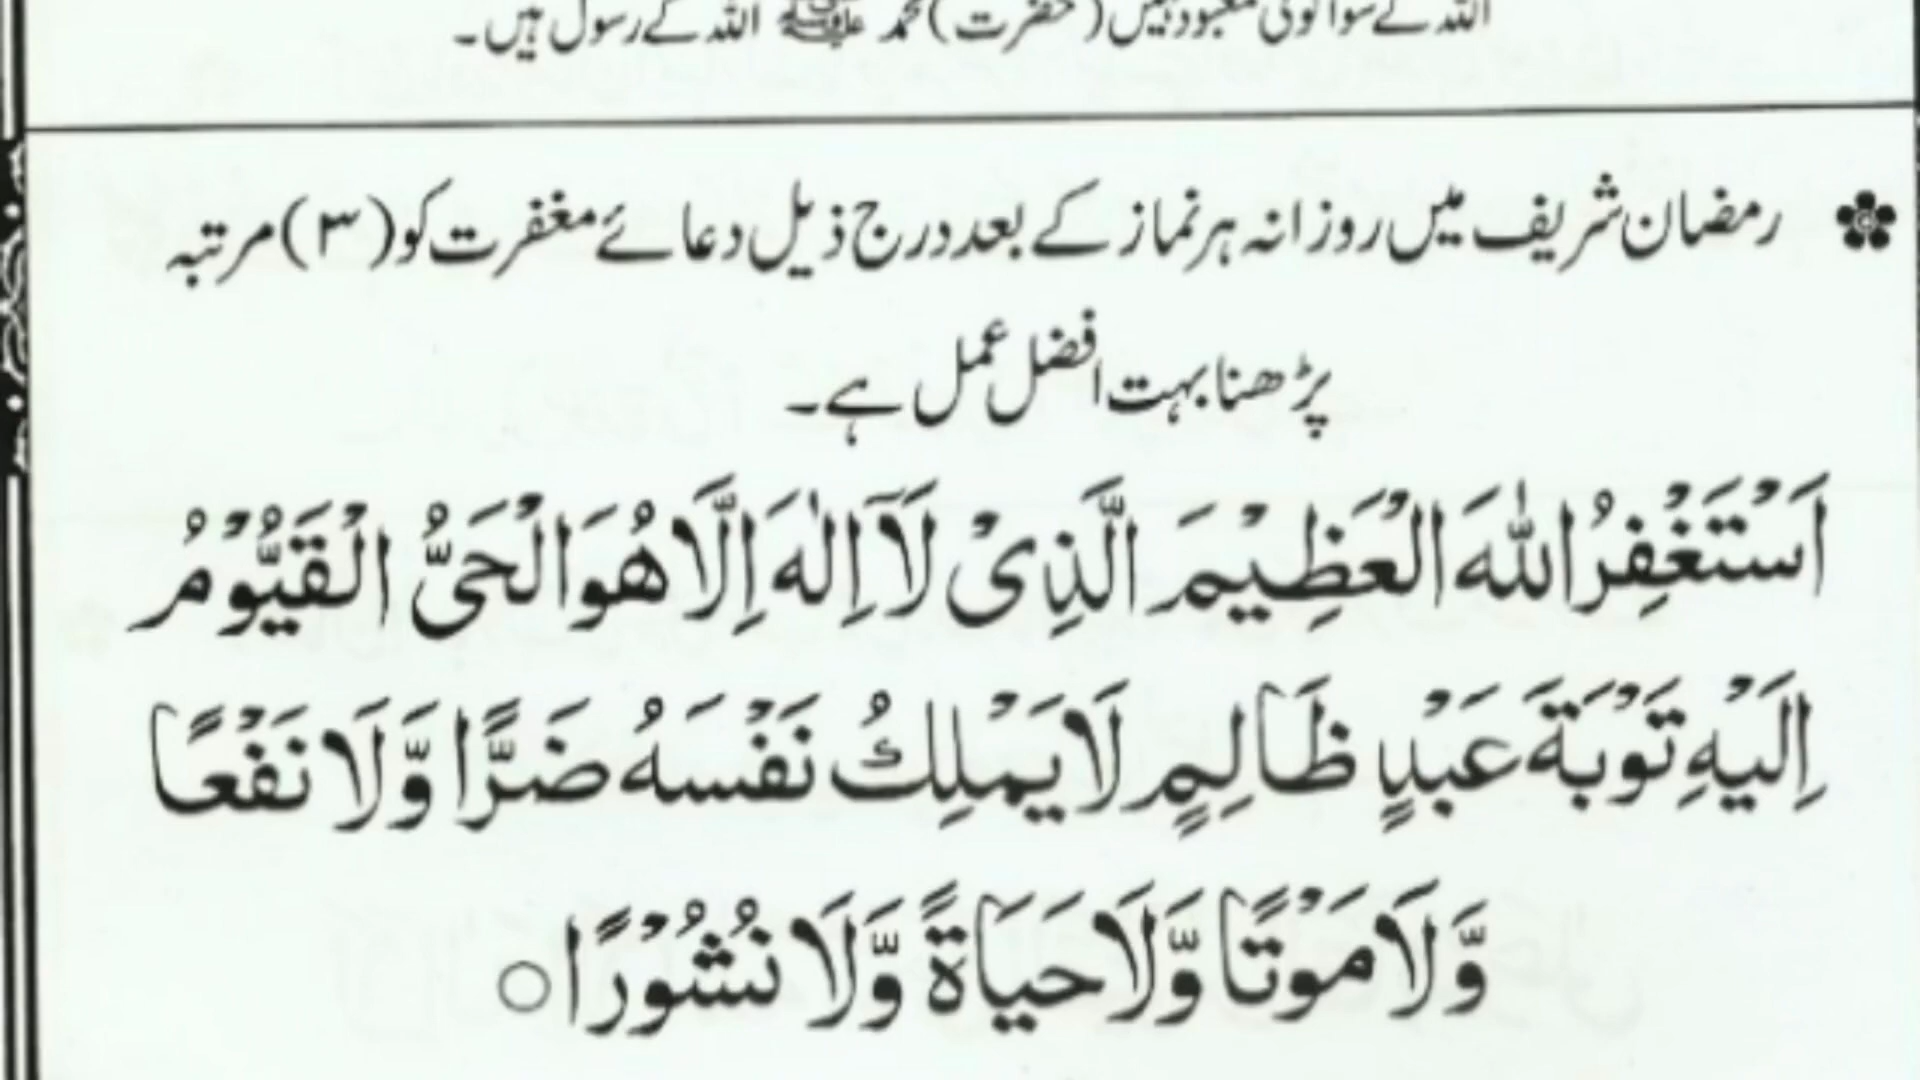 اللہ کے سوا کوئی معبود نہیں (حضرت) محمد ﷺ اللہ کے رسول ہیں۔
رمضان شریف میں روزانہ ہر نماز کے بعد درج ذیل دعائے مغفرت کو (۳) مرتبہ
پڑھنا بہت افضل عمل ہے۔
اَسْتَغْفِرُ اللّٰهَ الْعَظِيْمَ الَّذِىْ لَآ اِلٰهَ اِلَّا هُوَ الْحَىُّ الْقَيُّوْمُ
اِلَيْهِ تَوْبَةَ عَبْدٍ ظَالِمٍ لَا يَمْلِكُ نَفْسَهُ ضَرًّا وَّلَا نَفْعًا
وَّلَا مَوْتًا وَّلَا حَيَاةً وَّلَا نُشُوْرًا ○